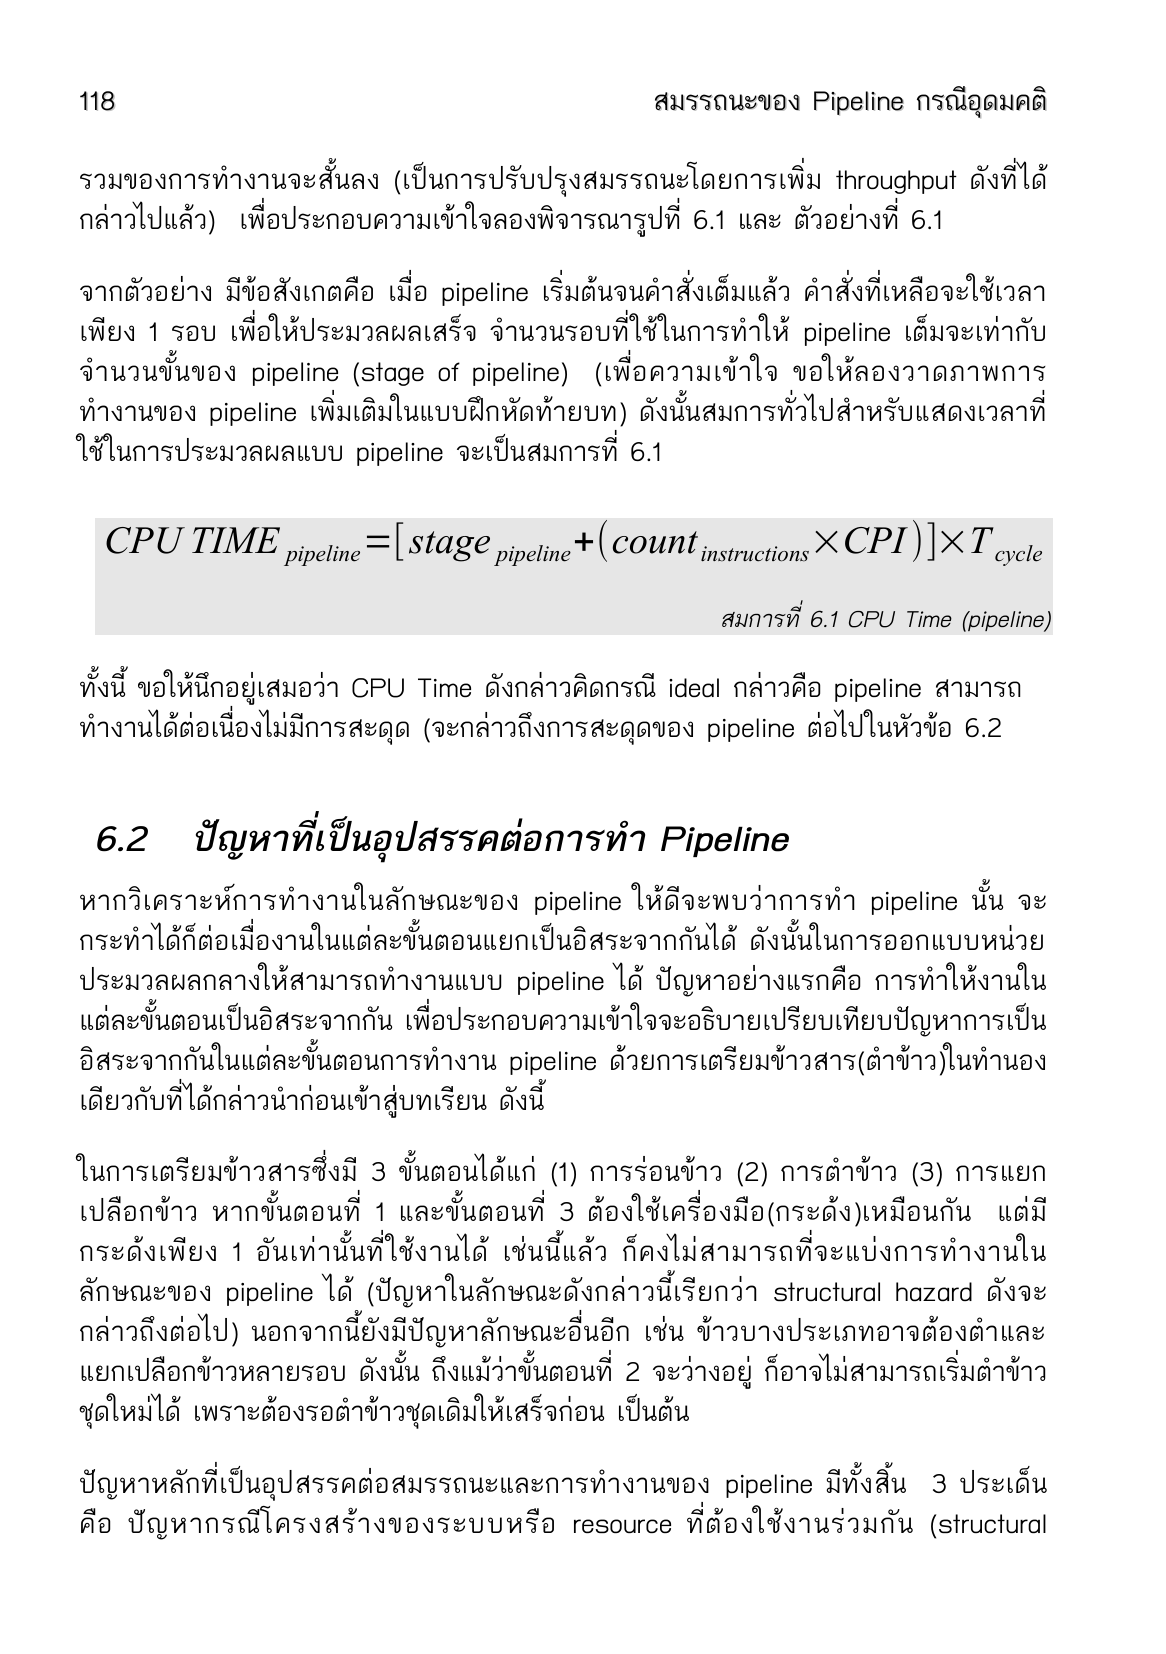 118 สมรรถนะของ Pipeline กรณีอุดมคติ
รวมของการทำงานจะสั้นลง (เป็นการปรับปรุงสมรรถนะโดยการเพิ่ม throughput ดังที่ได้
กล่าวไปแล้ว) เพื่อประกอบความเข้าใจลองพิจารณารูปที่ 6.1 และ ตัวอย่างที่ 6.1
จากตัวอย่าง มีข้อสังเกตคือ เมื่อ pipeline เริ่มต้นจนคำสั่งเต็มแล้ว คำสั่งที่เหลือจะใช้เวลา
เพียง 1 รอบ เพื่อให้ประมวลผลเสร็จ จำนวนรอบที่ใช้ในการทำให้ pipeline เต็มจะเท่ากับ
จำนวนขั้นของ pipeline (stage of pipeline) (เพื่อความเข้าใจ ขอให้ลองวาดภาพการ
ทำงานของ pipeline เพิ่มเติมในแบบฝึกหัดท้ายบท) ดังนั้นสมการทั่วไปสำหรับแสดงเวลาที่
ใช้ในการประมวลผลแบบ pipeline จะเป็นสมการที่ 6.1
CPU TIME pipeline =[stage pipeline +(count instructions ×CPI)]×T cycle
สมการที่ 6.1 CPU Time (pipeline)
ทั้งนี้ ขอให้นึกอยู่เสมอว่า CPU Time ดังกล่าวคิดกรณี ideal กล่าวคือ pipeline สามารถ
ทำงานได้ต่อเนื่องไม่มีการสะดุด (จะกล่าวถึงการสะดุดของ pipeline ต่อไปในหัวข้อ 6.2
6.2 ปัญหาที่เป็นอุปสรรคต่อการทำ Pipeline
หากวิเคราะห์การทำงานในลักษณะของ pipeline ให้ดีจะพบว่าการทำ pipeline นั้น จะ
กระทำได้ก็ต่อเมื่องานในแต่ละขั้นตอนแยกเป็นอิสระจากกันได้ ดังนั้นในการออกแบบหน่วย
ประมวลผลกลางให้สามารถทำงานแบบ pipeline ได้ ปัญหาอย่างแรกคือ การทำให้งานใน
แต่ละขั้นตอนเป็นอิสระจากกัน เพื่อประกอบความเข้าใจจะอธิบายเปรียบเทียบปัญหาการเป็น
อิสระจากกันในแต่ละขั้นตอนการทำงาน pipeline ด้วยการเตรียมข้าวสาร(ตำข้าว)ในทำนอง
เดียวกับที่ได้กล่าวนำก่อนเข้าสู่บทเรียน ดังนี้
ในการเตรียมข้าวสารซึ่งมี 3 ขั้นตอนได้แก่ (1) การร่อนข้าว (2) การตำข้าว (3) การแยก
เปลือกข้าว หากขั้นตอนที่ 1 และขั้นตอนที่ 3 ต้องใช้เครื่องมือ(กระด้ง)เหมือนกัน แต่มี
กระด้งเพียง 1 อันเท่านั้นที่ใช้งานได้ เช่นนี้แล้ว ก็คงไม่สามารถที่จะแบ่งการทำงานใน
ลักษณะของ pipeline ได้ (ปัญหาในลักษณะดังกล่าวนี้เรียกว่า structural hazard ดังจะ
กล่าวถึงต่อไป) นอกจากนี้ยังมีปัญหาลักษณะอื่นอีก เช่น ข้าวบางประเภทอาจต้องตำและ
แยกเปลือกข้าวหลายรอบ ดังนั้น ถึงแม้ว่าขั้นตอนที่ 2 จะว่างอยู่ ก็อาจไม่สามารถเริ่มตำข้าว
ชุดใหม่ได้ เพราะต้องรอตำข้าวชุดเดิมให้เสร็จก่อน เป็นต้น
ปัญหาหลักที่เป็นอุปสรรคต่อสมรรถนะและการทำงานของ pipeline มีทั้งสิ้น 3 ประเด็น
คือ ปัญหากรณีโครงสร้างของระบบหรือ resource ที่ต้องใช้งานร่วมกัน (structural